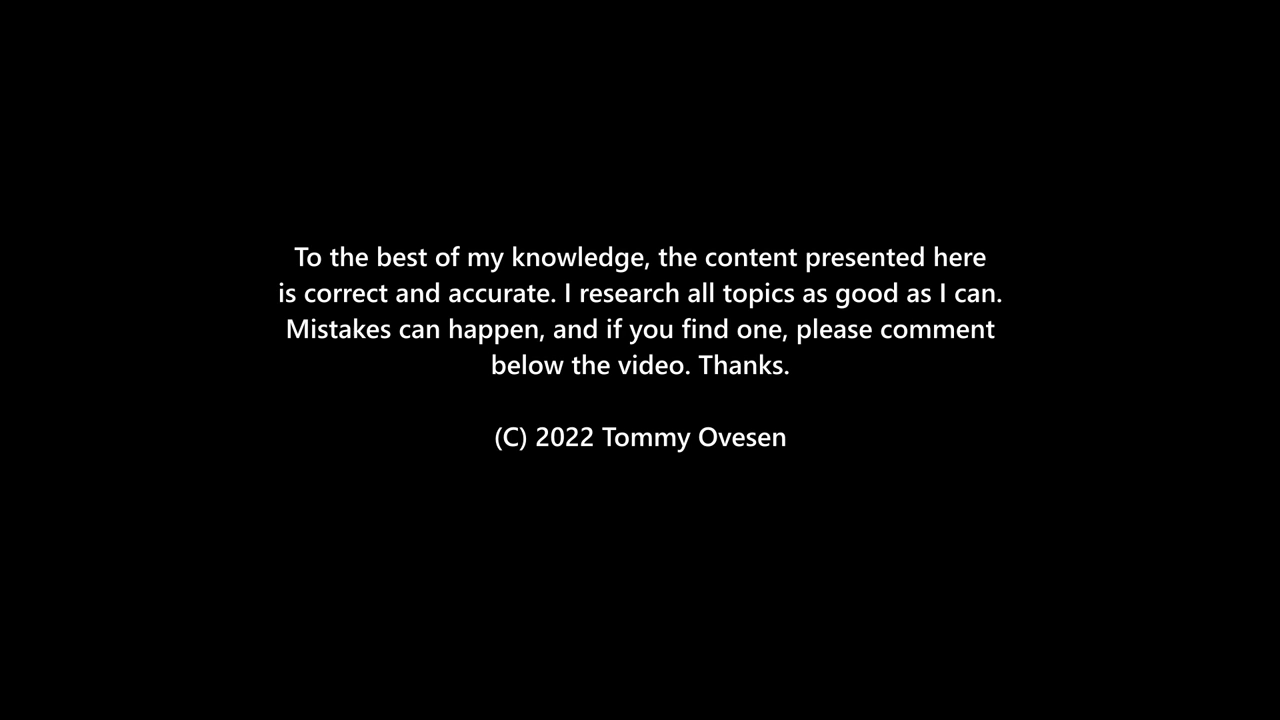 To the best of my knowledge, the content presented here
is correct and accurate. I research all topics as good as I can.
Mistakes can happen, and if you find one, please comment
below the video. Thanks.
(C) 2022 Tommy Ovesen